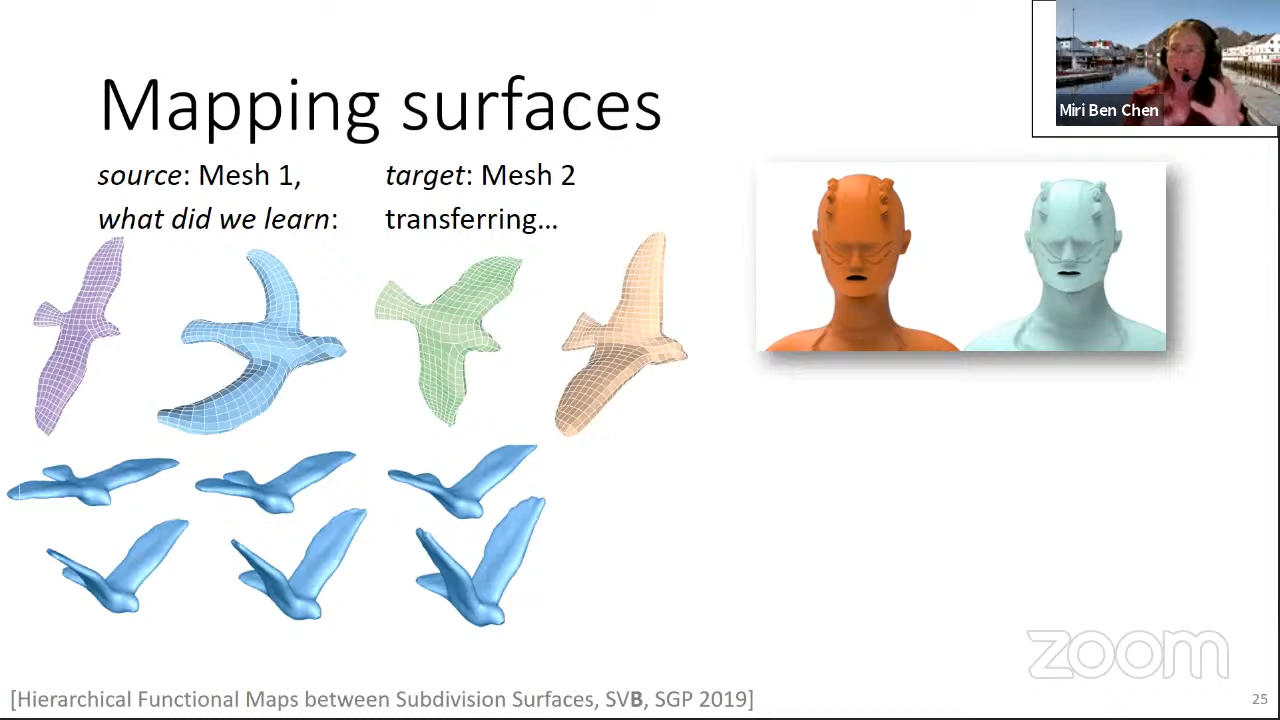 Mapping surfaces
source: Mesh 1, target: Mesh 2
what did we learn: transferring...
Miri Ben Chen
zoom
[Hierarchical Functional Maps between Subdivision Surfaces, SVB, SGP 2019]
25